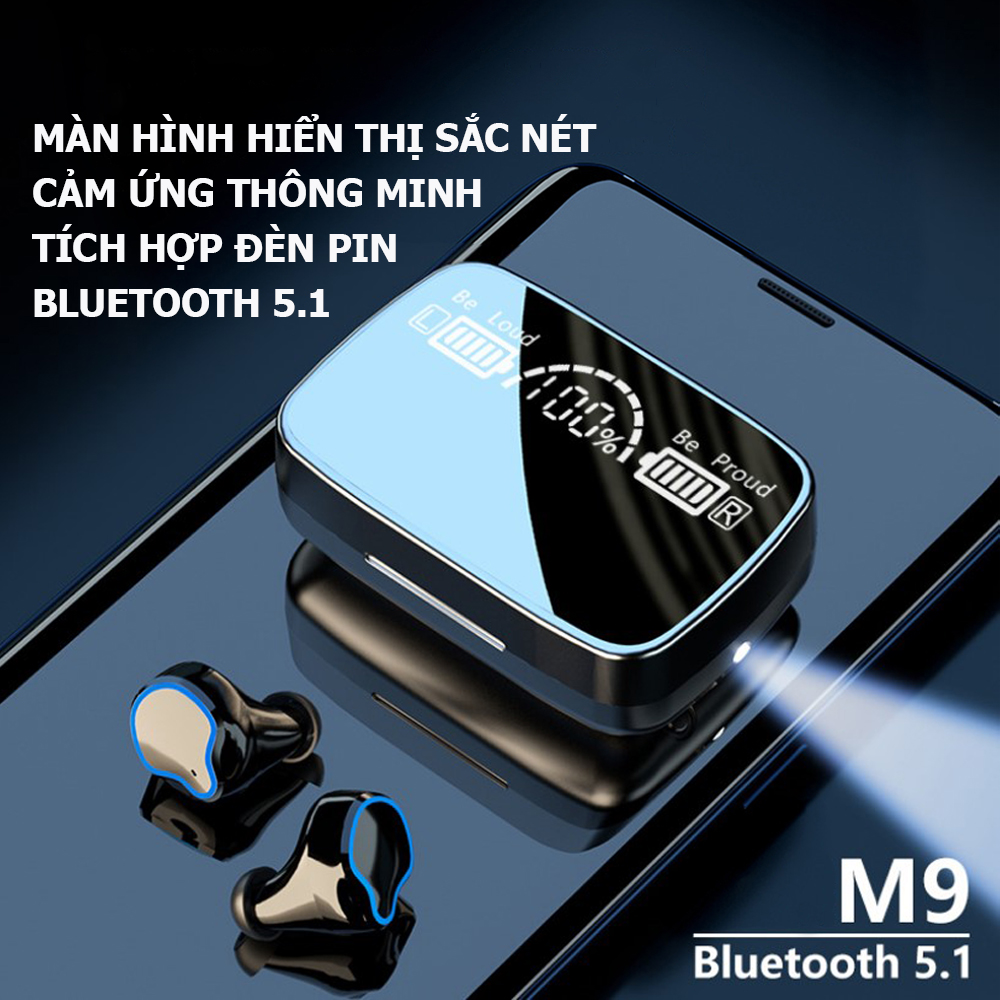 MÀN HÌNH HIỂN THỊ SẮC NÉT
CẢM ỨNG THÔNG MINH
TÍCH HỢP ĐÈN PIN
BLUETOOTH 5.1
Be Loud
L
100%
Be Proud
R
M9
Bluetooth 5.1